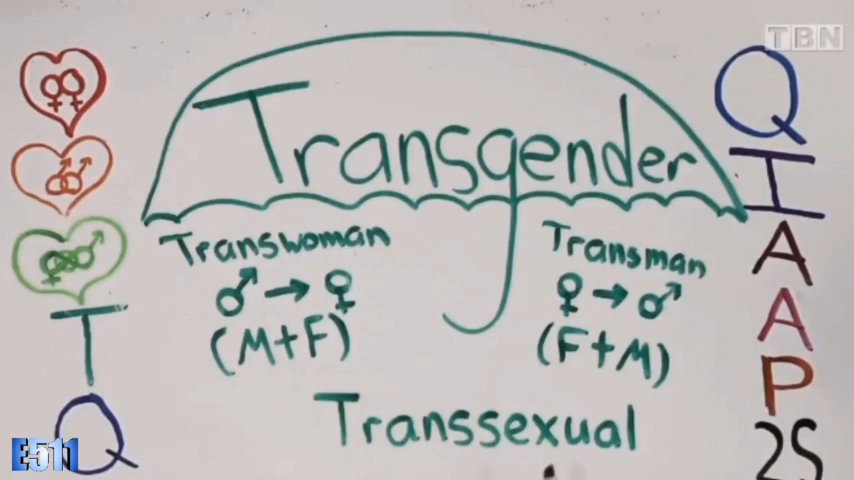 TBN
Transgender
Transwoman
♂ → ♀
(M+F)
Transman
♀ → ♂
(F+M)
Transsexual
T
Q
Q
I
A
A
P
2S
E511